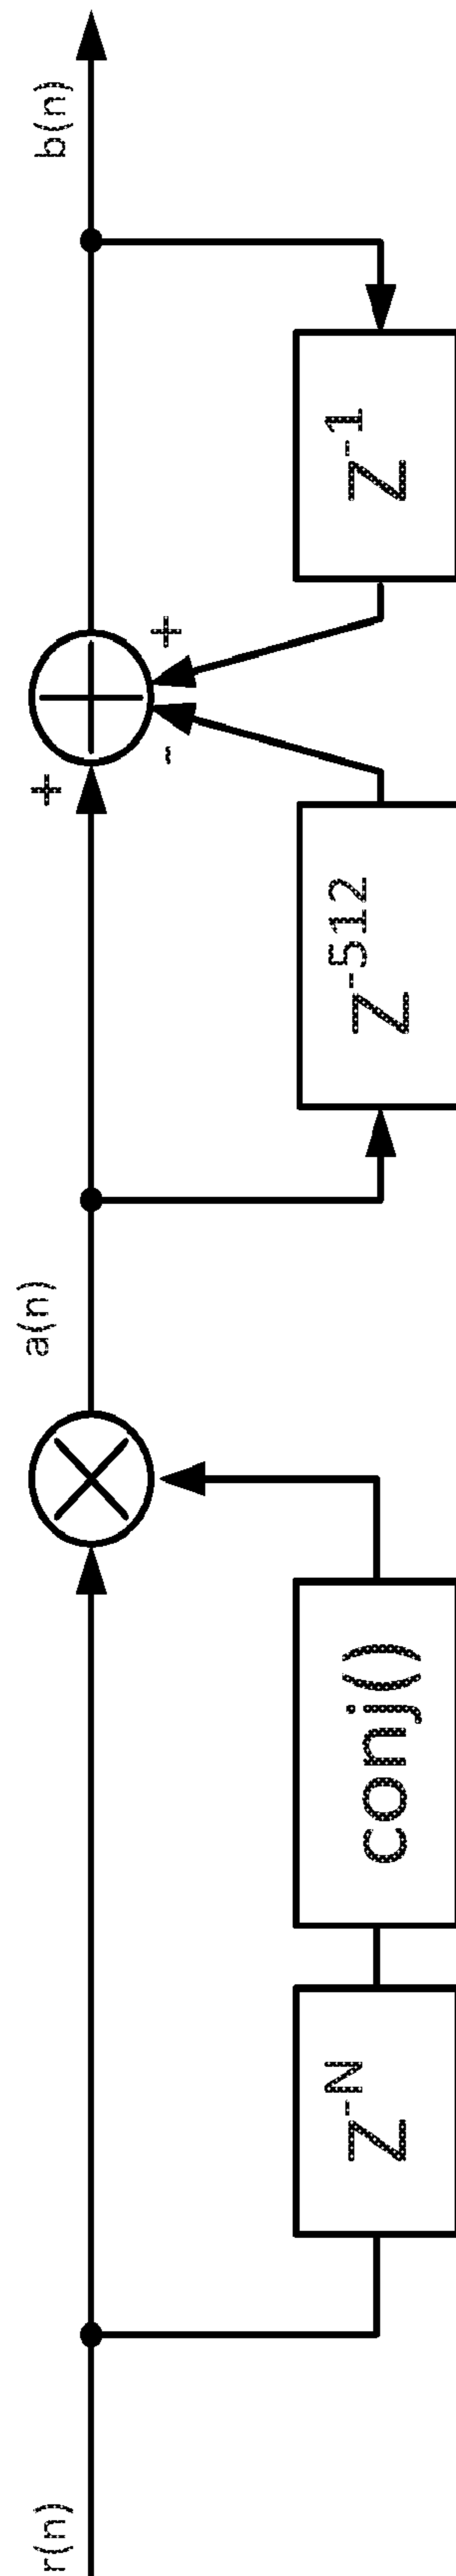 r(n)
Z⁻ᴺ
conj()
a(n)
Z⁻⁵¹²
+
-
+
Z⁻¹
b(n)